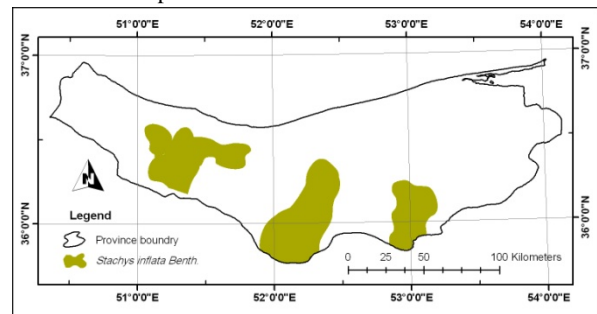 51°0'0"E 52°0'0"E 53°0'0"E 54°0'0"E
37°0'0"N 37°0'0"N
36°0'0"N 36°0'0"N
N
Legend
Province boundry
Stachys inflata Benth.
0 25 50 100 Kilometers
51°0'0"E 52°0'0"E 53°0'0"E 54°0'0"E